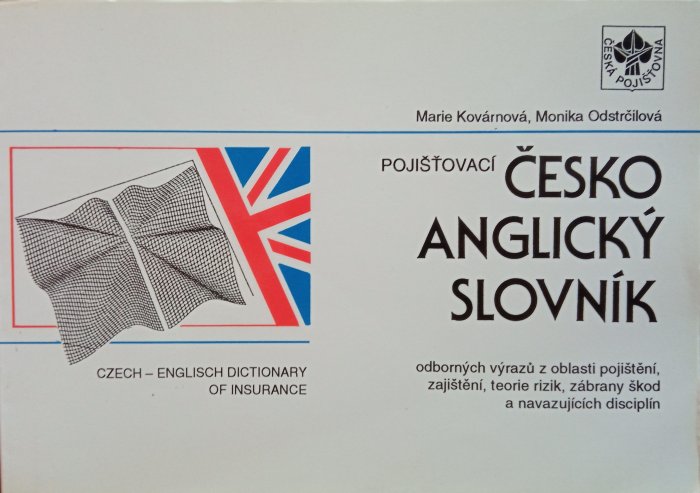 ČESKÁ POJIŠŤOVNA
Marie Kovárnová, Monika Odstrčilová
POJIŠŤOVACÍ
ČESKO
ANGLICKÝ
SLOVNÍK
CZECH – ENGLISCH DICTIONARY
OF INSURANCE
odborných výrazů z oblasti pojištění,
zajištění, teorie rizik, zábrany škod
a navazujících disciplín